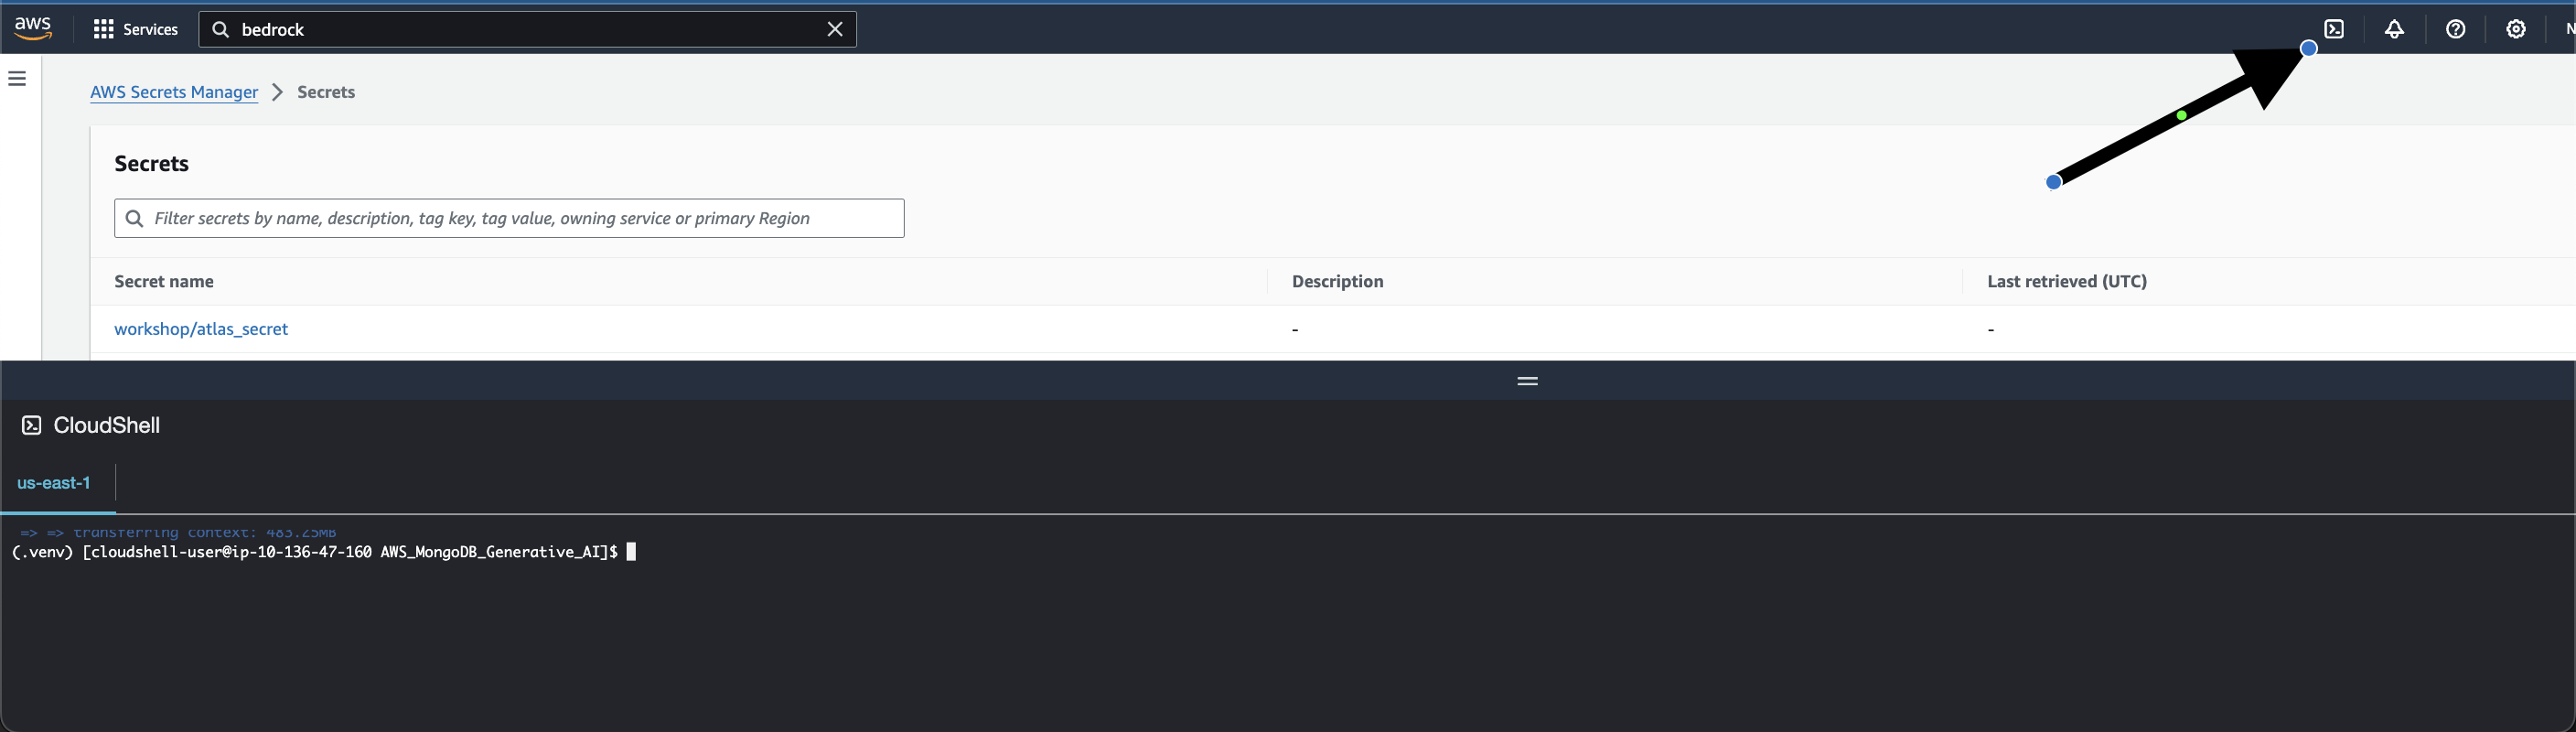 aws
Services
bedrock
N
AWS Secrets Manager
Secrets
Secrets
Filter secrets by name, description, tag key, tag value, owning service or primary Region
Secret name Description Last retrieved (UTC)
workshop/atlas_secret - -
CloudShell
us-east-1
=> => transferring context: 483.25MB
(.venv) [cloudshell-user@ip-10-136-47-160 AWS_MongoDB_Generative_AI]$